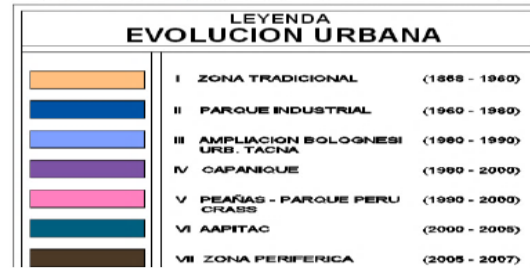 LEYENDA
EVOLUCION URBANA
I ZONA TRADICIONAL (1868 - 1960)
II PARQUE INDUSTRIAL (1960 - 1980)
III AMPLIACION BOLOGNESI (1980 - 1990)
URB. TACNA
IV CAPANIQUE (1980 - 2000)
V PEAÑAS - PARQUE PERU (1990 - 2000)
CRASS
VI AAPITAC (2000 - 2005)
VII ZONA PERIFERICA (2005 - 2007)